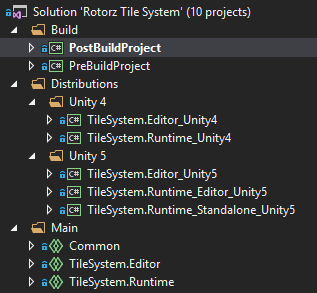 Solution 'Rotorz Tile System' (10 projects)
Build
C# PostBuildProject
C# PreBuildProject
Distributions
Unity 4
C# TileSystem.Editor_Unity4
C# TileSystem.Runtime_Unity4
Unity 5
C# TileSystem.Editor_Unity5
C# TileSystem.Runtime_Editor_Unity5
C# TileSystem.Runtime_Standalone_Unity5
Main
Common
TileSystem.Editor
TileSystem.Runtime